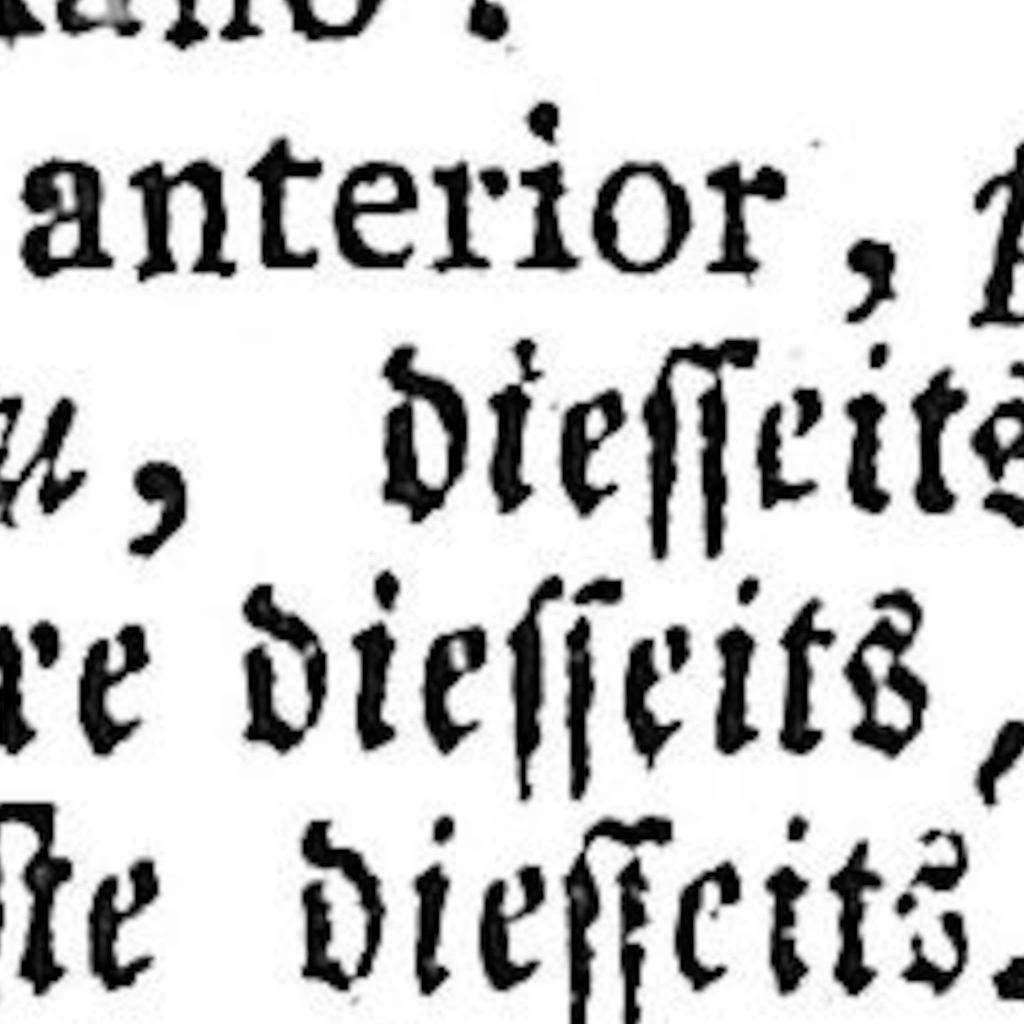 anterior,
, dieſſeits
re dieſſeits,
ſte dieſſeits.